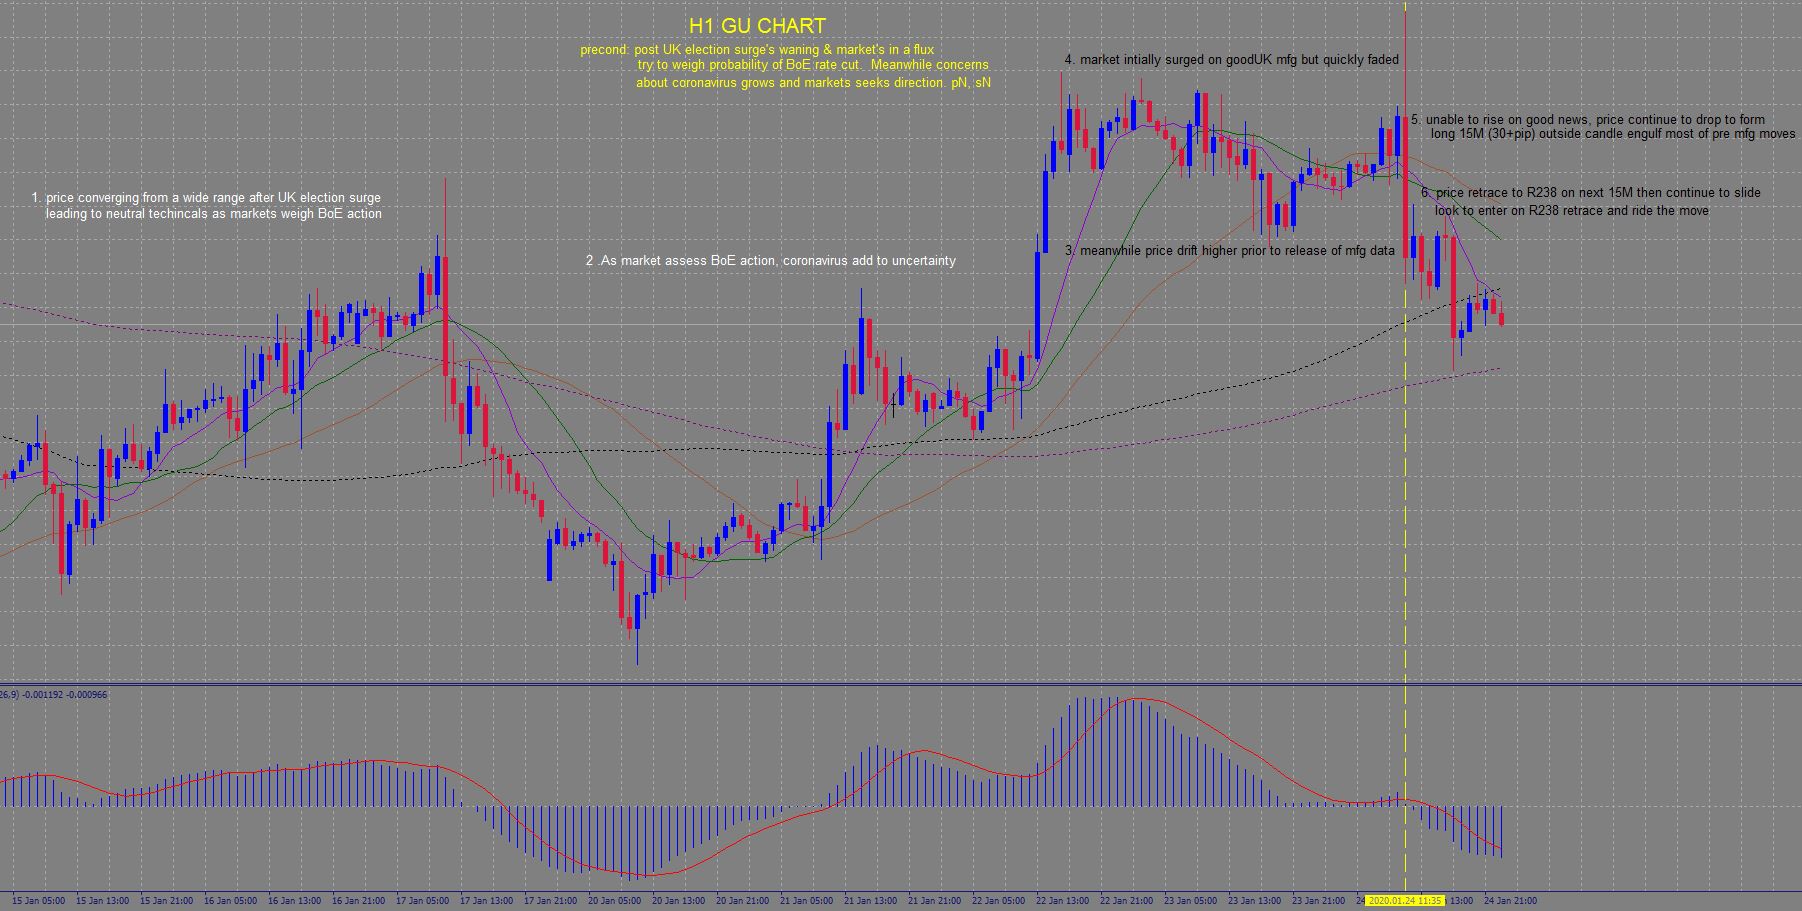 H1 GU CHART
precond: post UK election surge's waning & market's in a flux
try to weigh probability of BoE rate cut. Meanwhile concerns
about coronavirus grows and markets seeks direction. pN, sN
4. market intially surged on goodUK mfg but quickly faded
5. unable to rise on good news, price continue to drop to form
long 15M (30+pip) outside candle engulf most of pre mfg moves
1. price converging from a wide range after UK election surge
leading to neutral techincals as markets weigh BoE action
6. price retrace to R238 on next 15M then continue to slide
look to enter on R238 retrace and ride the move
2 .As market assess BoE action, coronavirus add to uncertainty
3. meanwhile price drift higher prior to release of mfg data
26,9) -0.001192 -0.000966
15 Jan 05:00 15 Jan 13:00 15 Jan 21:00 16 Jan 05:00 16 Jan 13:00 16 Jan 21:00 17 Jan 05:00 17 Jan 13:00 17 Jan 21:00 20 Jan 05:00 20 Jan 13:00 20 Jan 21:00 21 Jan 05:00 21 Jan 13:00 21 Jan 21:00 22 Jan 05:00 22 Jan 13:00 22 Jan 21:00 23 Jan 05:00 23 Jan 13:00 23 Jan 21:00 24 2020.01.24 11:35 13:00 24 Jan 21:00